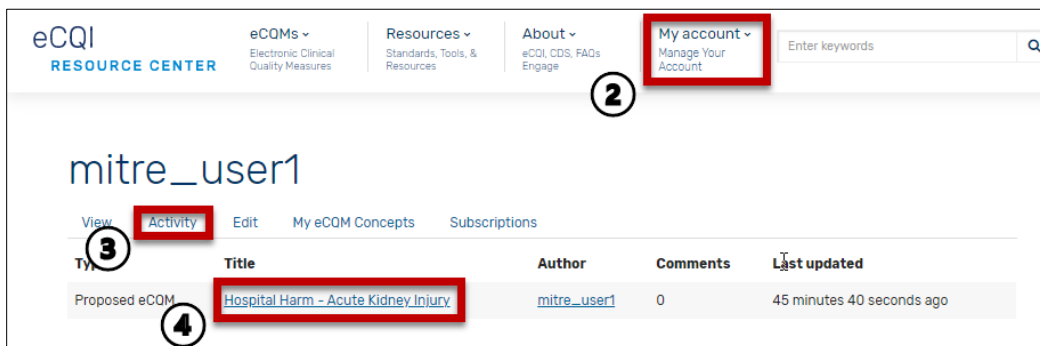 eCQI
RESOURCE CENTER
eCQMs
Electronic Clinical
Quality Measures
Resources
Standards, Tools, &
Resources
About
eCQI, CDS, FAQs
Engage
My account
Manage Your
Account
Enter keywords
2
mitre_user1
View Activity Edit My eCQM Concepts Subscriptions
3
Title Author Comments Last updated
Proposed eCQM Hospital Harm - Acute Kidney Injury mitre_user1 0 45 minutes 40 seconds ago
4